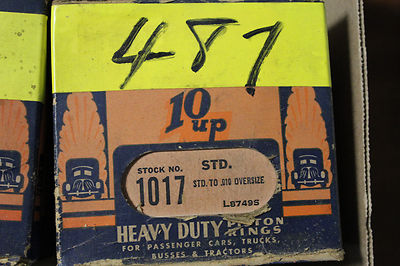 487
10 up
STOCK NO. STD.
1017 STD. TO .010 OVERSIZE
L8749S
HEAVY DUTY PISTON RINGS
FOR PASSENGER CARS, TRUCKS,
BUSSES & TRACTORS